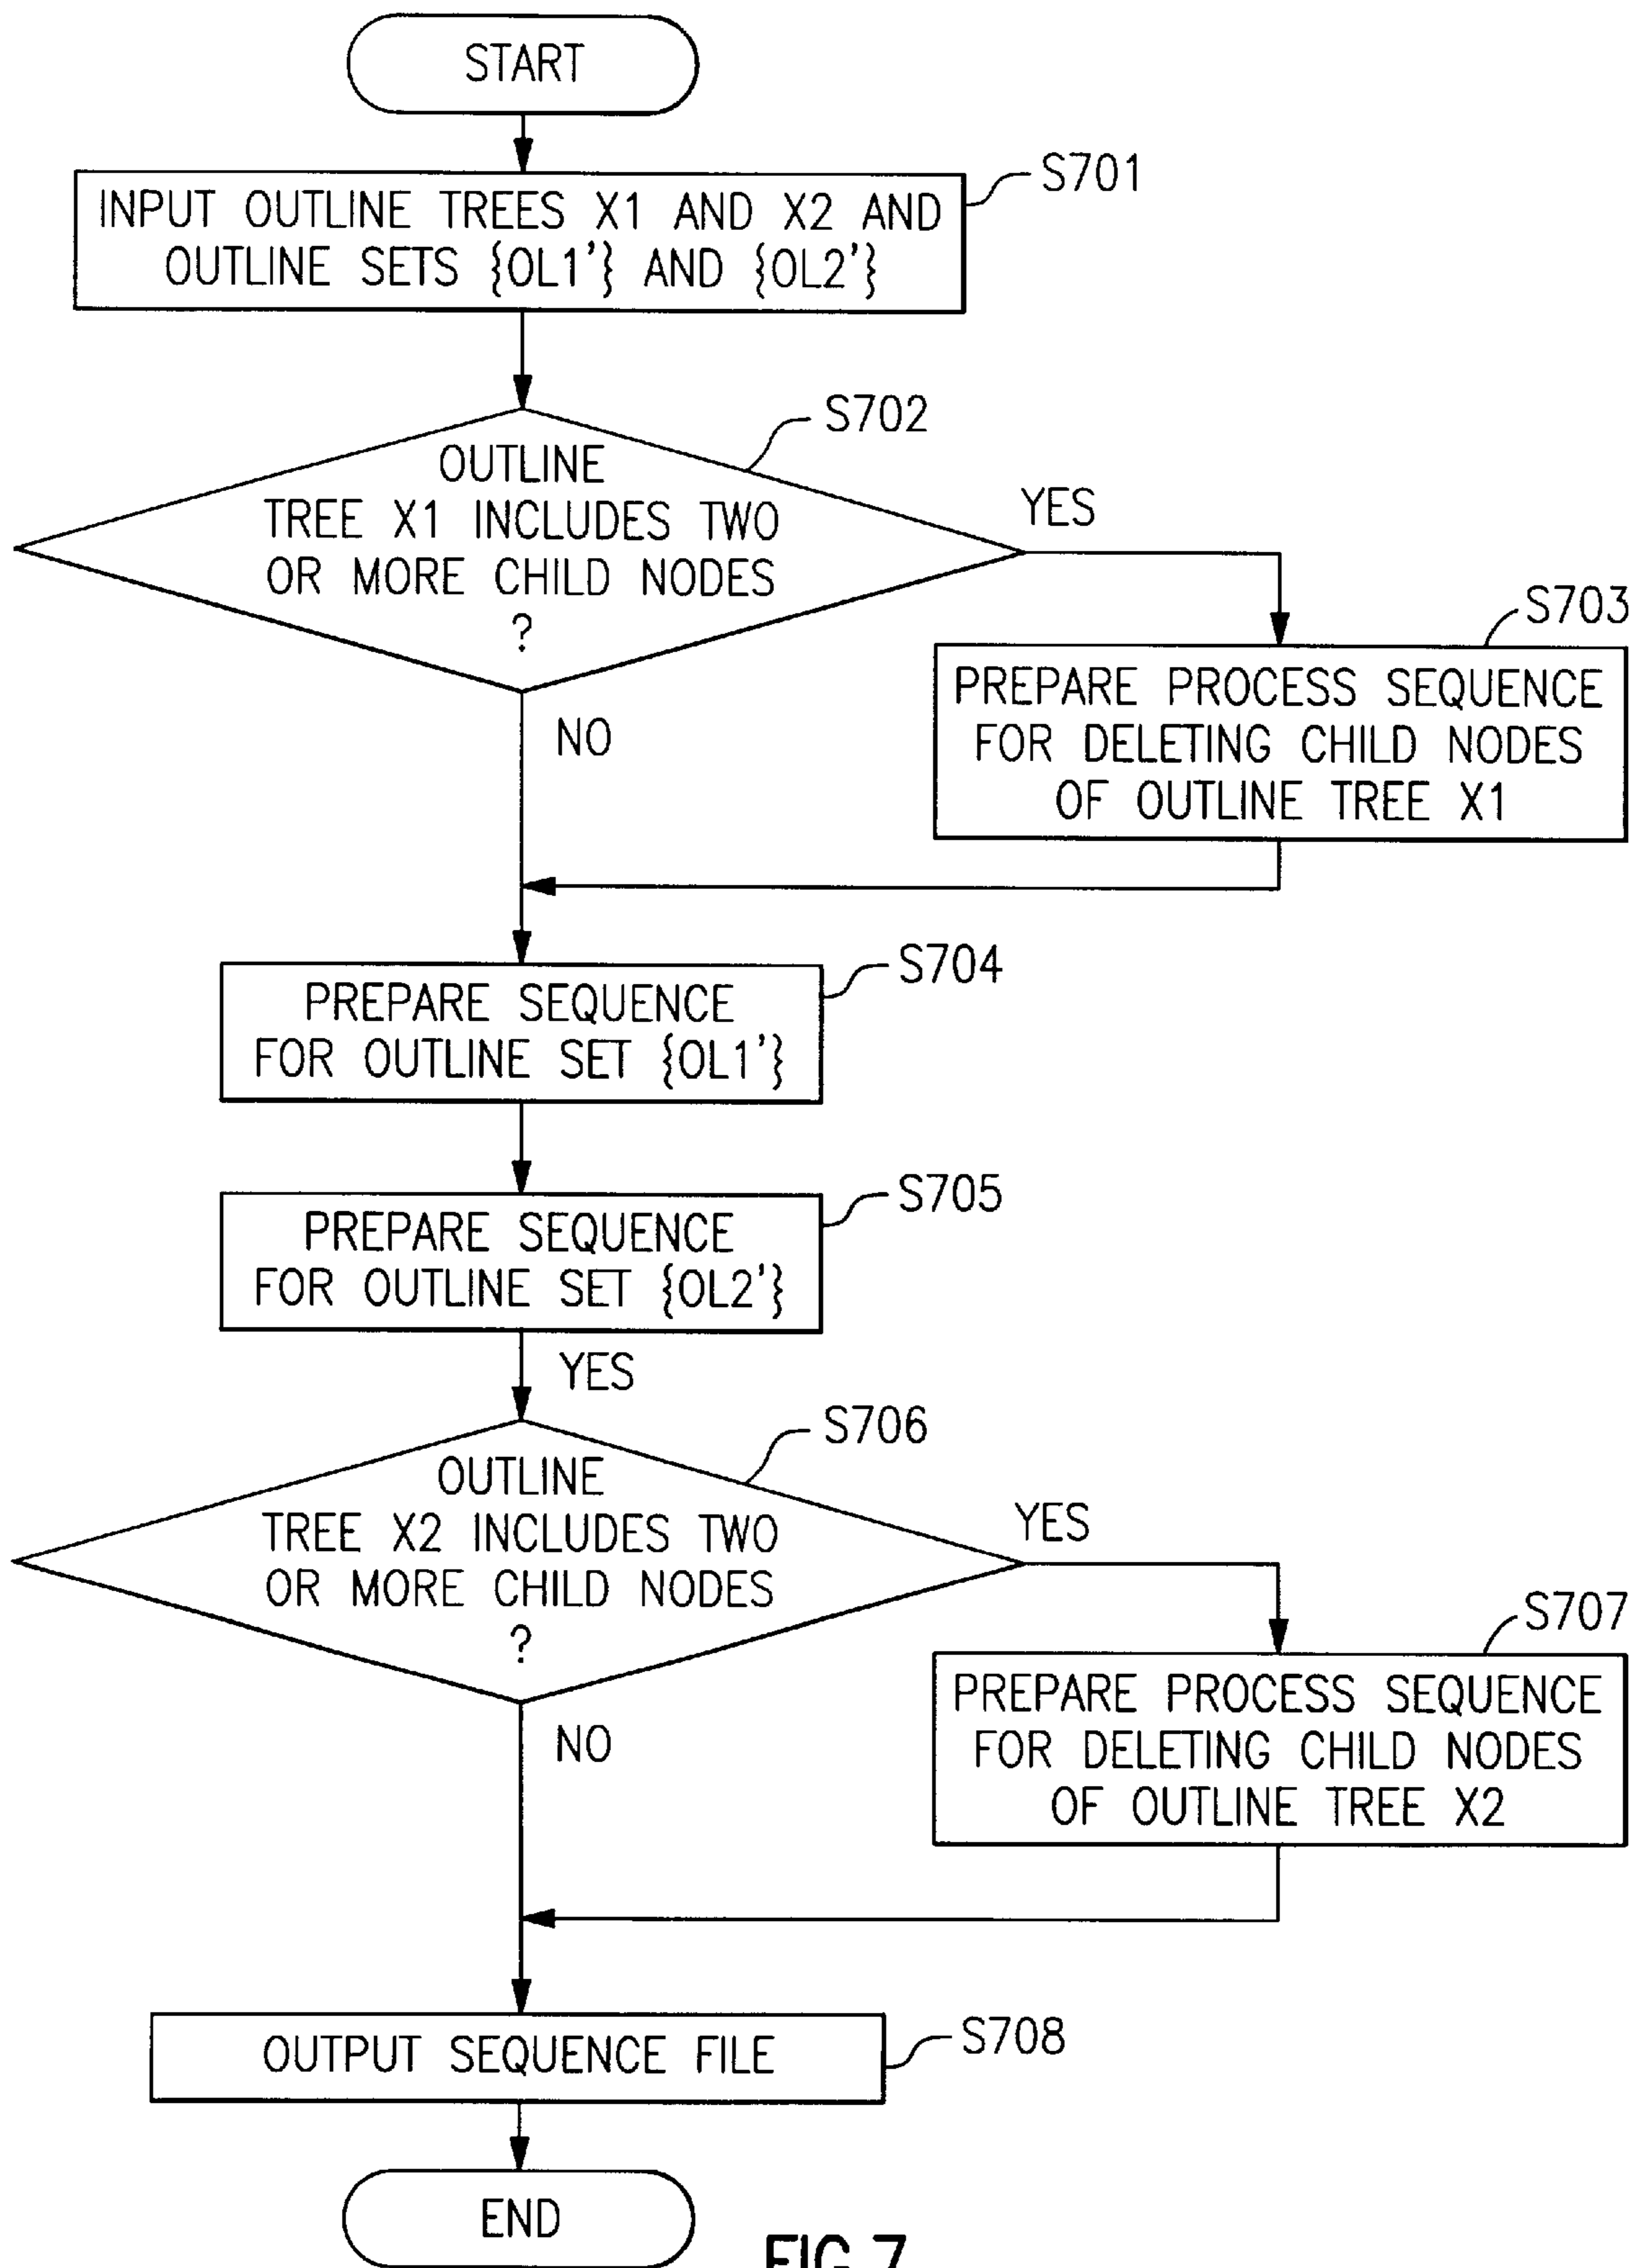 START
S701
INPUT OUTLINE TREES X1 AND X2 AND
OUTLINE SETS {OL1'} AND {OL2'}
S702
OUTLINE
TREE X1 INCLUDES TWO
OR MORE CHILD NODES
?
YES
NO
S703
PREPARE PROCESS SEQUENCE
FOR DELETING CHILD NODES
OF OUTLINE TREE X1
S704
PREPARE SEQUENCE
FOR OUTLINE SET {OL1'}
S705
PREPARE SEQUENCE
FOR OUTLINE SET {OL2'}
YES
S706
OUTLINE
TREE X2 INCLUDES TWO
OR MORE CHILD NODES
?
YES
NO
S707
PREPARE PROCESS SEQUENCE
FOR DELETING CHILD NODES
OF OUTLINE TREE X2
S708
OUTPUT SEQUENCE FILE
END
FIG.7